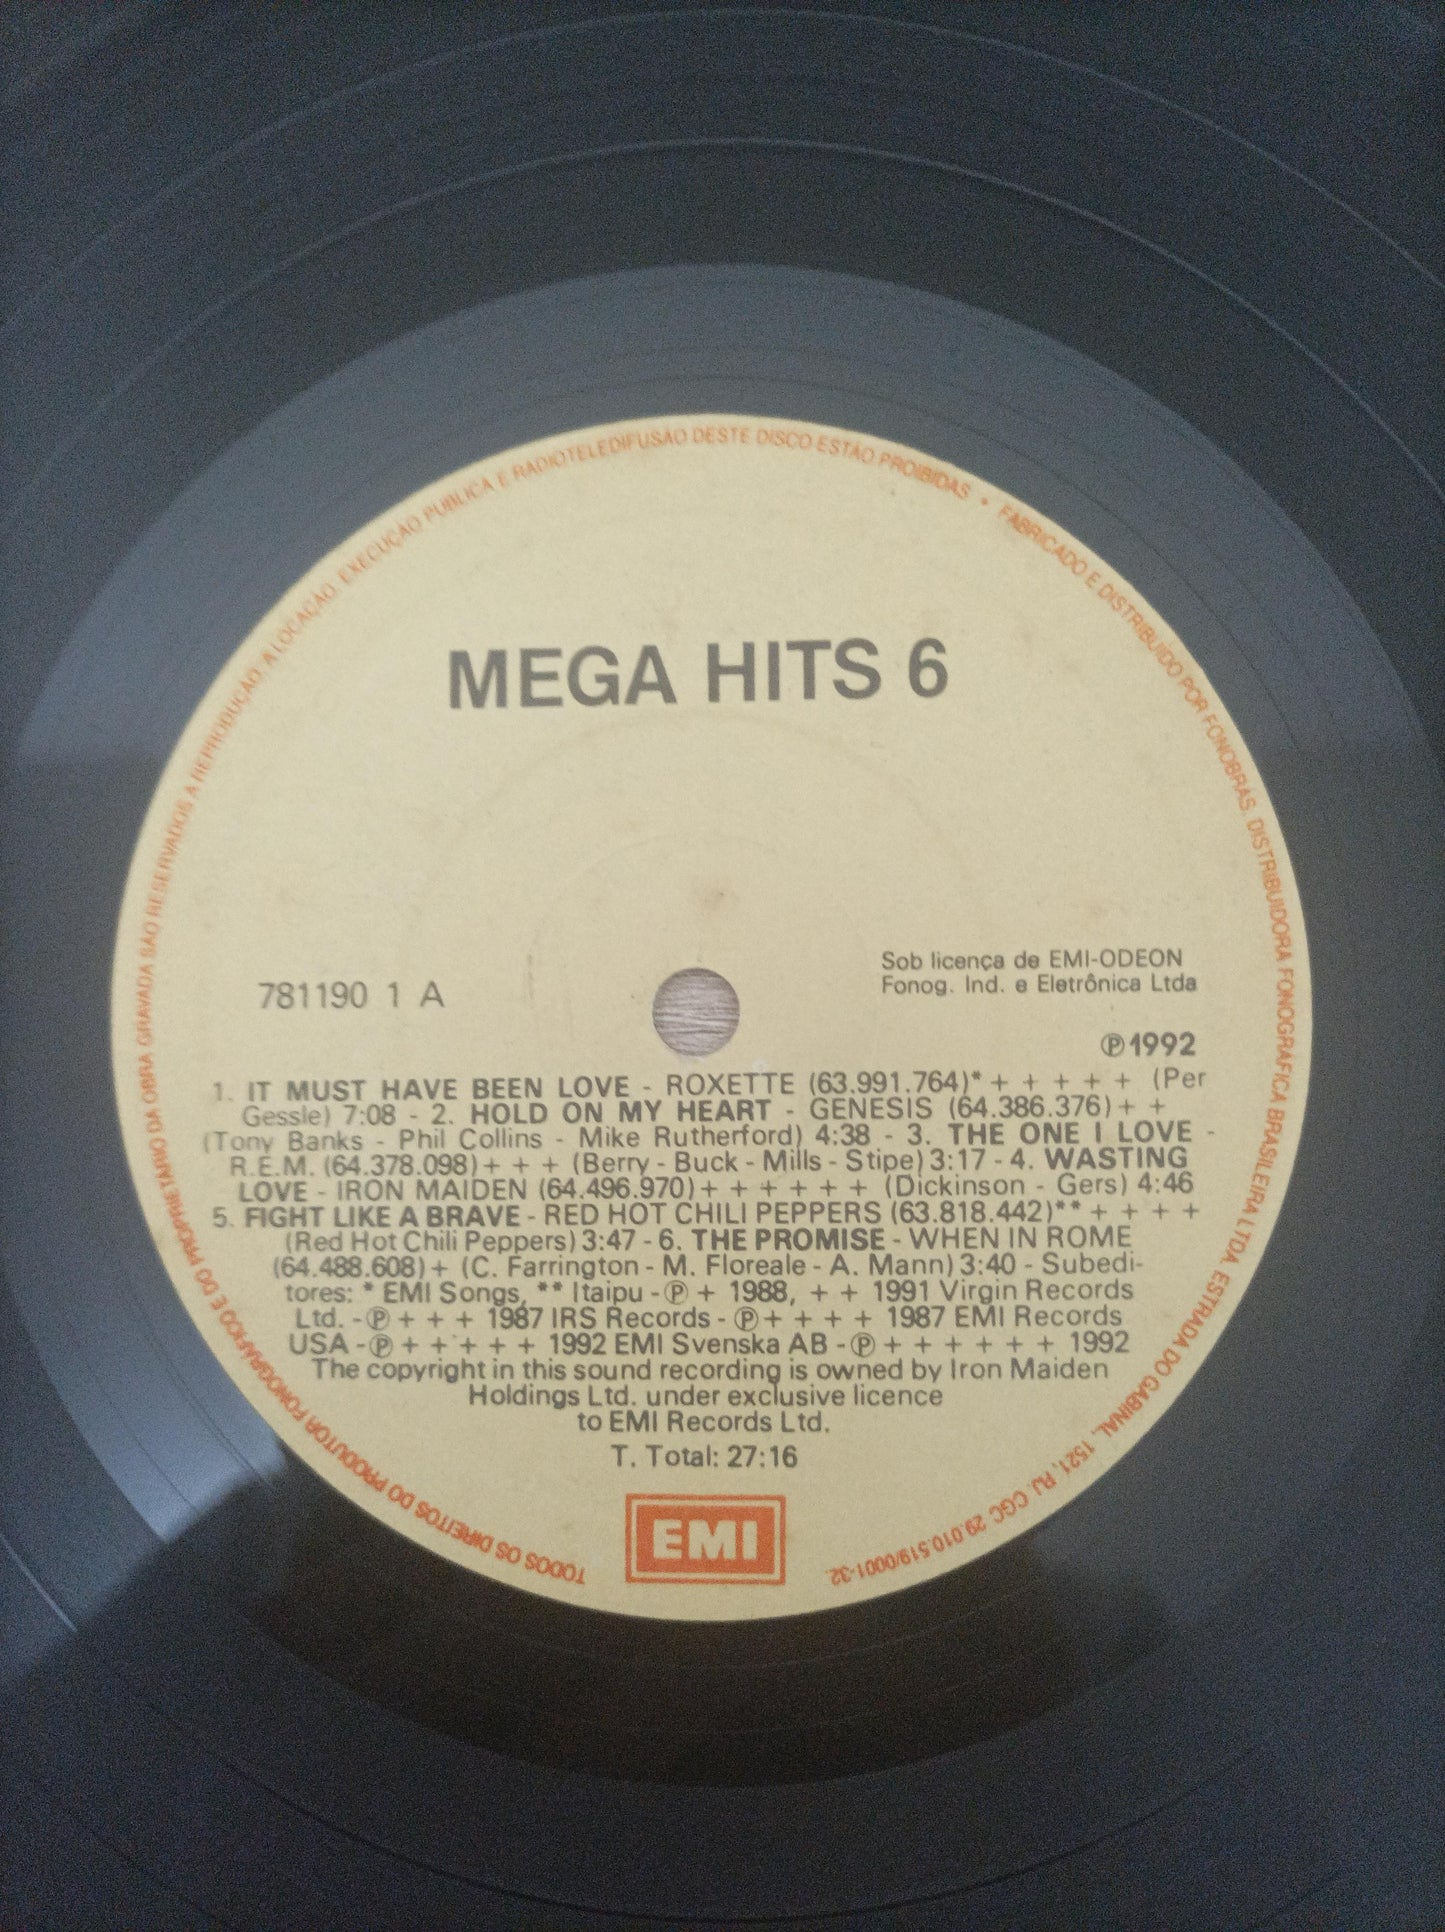 TODOS OS DIREITOS DO PRODUTOR FONOGRÁFICO E DO PROPRIETÁRIO DA OBRA GRAVADA SÃO RESERVADOS A REPRODUÇÃO, A LOCAÇÃO, EXECUÇÃO PÚBLICA E RADIOTELEDIFUSÃO DESTE DISCO ESTÃO PROIBIDAS • FABRICADO E DISTRIBUIDO POR FONOBRÁS, DISTRIBUIDORA FONOGRÁFICA BRASILEIRA LTDA, ESTRADA DO GABINAL, 1521, RJ, CGC 29.010.519/0001-32
MEGA HITS 6
Sob licença de EMI-ODEON
Fonog. Ind. e Eletrônica Ltda
781190 1 A
℗1992
1. IT MUST HAVE BEEN LOVE - ROXETTE (63.991.764)* + + + + + (Per
Gessle) 7:08 - 2. HOLD ON MY HEART - GENESIS (64.386.376) + +
(Tony Banks - Phil Collins - Mike Rutherford) 4:38 - 3. THE ONE I LOVE -
R.E.M. (64.378.098) + + + (Berry - Buck - Mills - Stipe) 3:17 - 4. WASTING
LOVE - IRON MAIDEN (64.496.970) + + + + + + (Dickinson - Gers) 4:46
5. FIGHT LIKE A BRAVE - RED HOT CHILI PEPPERS (63.818.442)** + + + +
(Red Hot Chili Peppers) 3:47 - 6. THE PROMISE - WHEN IN ROME
(64.488.608) + (C. Farrington - M. Floreale - A. Mann) 3:40 - Subedi-
tores: * EMI Songs, ** Itaipu - ℗ + 1988, + + 1991 Virgin Records
Ltd. - ℗ + + + 1987 IRS Records - ℗ + + + + 1987 EMI Records
USA - ℗ + + + + + 1992 EMI Svenska AB - ℗ + + + + + + 1992
The copyright in this sound recording is owned by Iron Maiden
Holdings Ltd. under exclusive licence
to EMI Records Ltd.
T. Total: 27:16
EMI